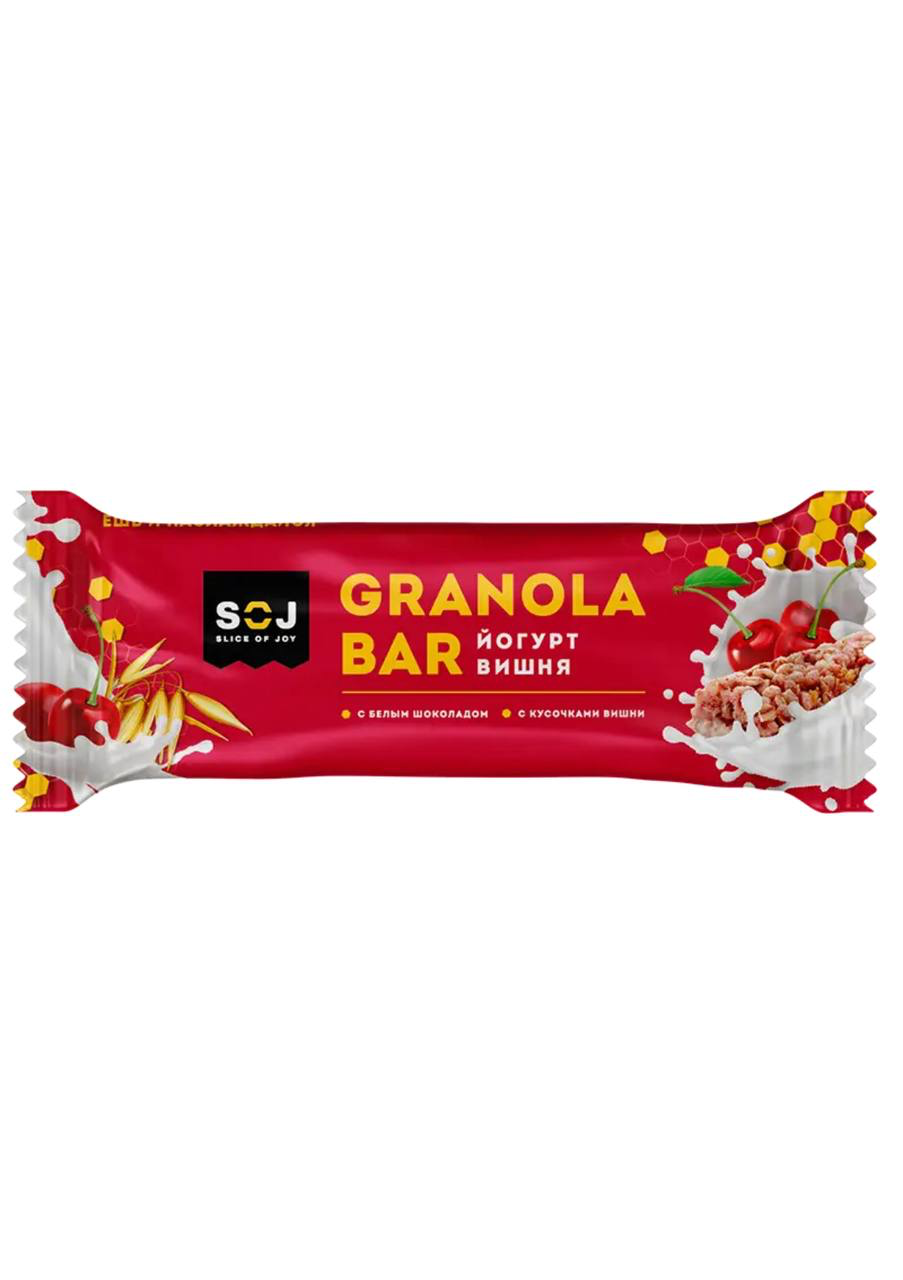 SOJ
SLICE OF JOY
GRANOLA
BAR
ЙОГУРТ
ВИШНЯ
С БЕЛЫМ ШОКОЛАДОМ
С КУСОЧКАМИ ВИШНИ